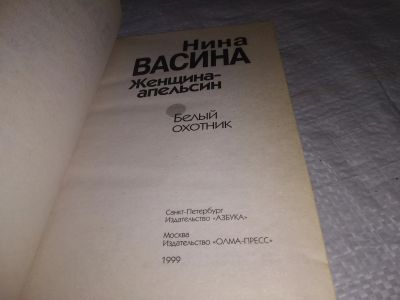 Нина
ВАСИНА
Женщина-
апельсин
Белый
охотник
Санкт-Петербург
Издательство «АЗБУКА»
Москва
Издательство «ОЛМА-ПРЕСС»
1999